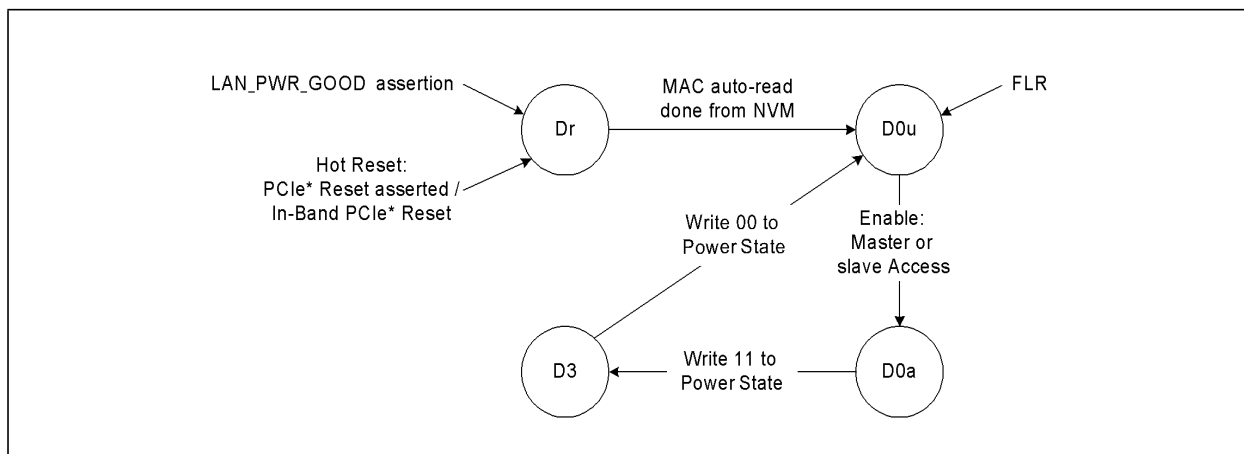 LAN_PWR_GOOD assertion
Dr
MAC auto-read
done from NVM
D0u
FLR
Hot Reset:
PCIe* Reset asserted /
In-Band PCIe* Reset
Write 00 to
Power State
Enable:
Master or
slave Access
D3
Write 11 to
Power State
D0a